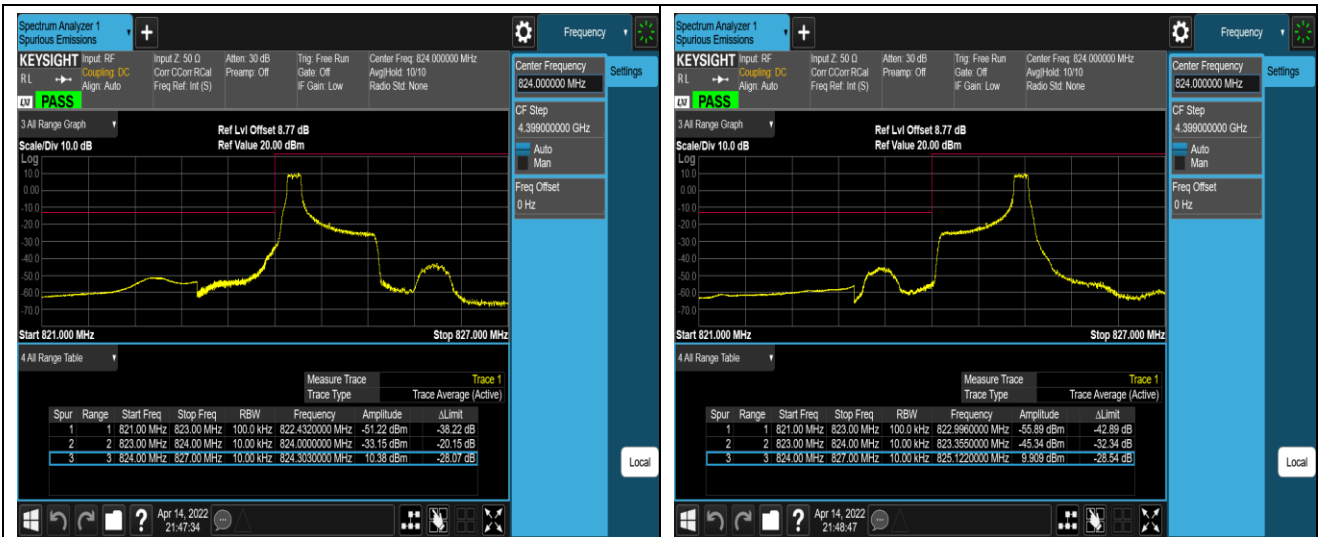 Spectrum Analyzer 1
Spurious Emissions
+
Frequency
KEYSIGHT Input: RF Input Z: 50 Ω Atten: 30 dB Trig: Free Run Center Freq: 824.000000 MHz
Coupling: DC Corr CCorr RCal Preamp: Off Gate: Off Avg|Hold: 10/10
R L Align: Auto Freq Ref: Int (S) IF Gain: Low Radio Std: None
LXI PASS
Center Frequency
824.000000 MHz
Settings
CF Step
4.399000000 GHz
Auto
Man
Freq Offset
0 Hz
3 All Range Graph
Ref Lvl Offset 8.77 dB
Scale/Div 10.0 dB Ref Value 20.00 dBm
Log
10.0
0.00
-10.0
-20.0
-30.0
-40.0
-50.0
-60.0
-70.0
Start 821.000 MHz Stop 827.000 MHz
4 All Range Table
Measure Trace Trace 1
Trace Type Trace Average (Active)
Spur Range Start Freq Stop Freq RBW Frequency Amplitude ΔLimit
1 1 821.00 MHz 823.00 MHz 100.0 kHz 822.4320000 MHz -51.22 dBm -38.22 dB
2 2 823.00 MHz 824.00 MHz 10.00 kHz 824.0000000 MHz -33.15 dBm -20.15 dB
3 3 824.00 MHz 827.00 MHz 10.00 kHz 824.3030000 MHz 10.38 dBm -28.07 dB
Local
? Apr 14, 2022
21:47:34
Spectrum Analyzer 1
Spurious Emissions
+
Frequency
KEYSIGHT Input: RF Input Z: 50 Ω Atten: 30 dB Trig: Free Run Center Freq: 824.000000 MHz
Coupling: DC Corr CCorr RCal Preamp: Off Gate: Off Avg|Hold: 10/10
R L Align: Auto Freq Ref: Int (S) IF Gain: Low Radio Std: None
LXI PASS
Center Frequency
824.000000 MHz
Settings
CF Step
4.399000000 GHz
Auto
Man
Freq Offset
0 Hz
3 All Range Graph
Ref Lvl Offset 8.77 dB
Scale/Div 10.0 dB Ref Value 20.00 dBm
Log
10.0
0.00
-10.0
-20.0
-30.0
-40.0
-50.0
-60.0
-70.0
Start 821.000 MHz Stop 827.000 MHz
4 All Range Table
Measure Trace Trace 1
Trace Type Trace Average (Active)
Spur Range Start Freq Stop Freq RBW Frequency Amplitude ΔLimit
1 1 821.00 MHz 823.00 MHz 100.0 kHz 822.9960000 MHz -55.89 dBm -42.89 dB
2 2 823.00 MHz 824.00 MHz 10.00 kHz 823.3550000 MHz -45.34 dBm -32.34 dB
3 3 824.00 MHz 827.00 MHz 10.00 kHz 825.1220000 MHz 9.909 dBm -28.54 dB
Local
? Apr 14, 2022
21:48:47